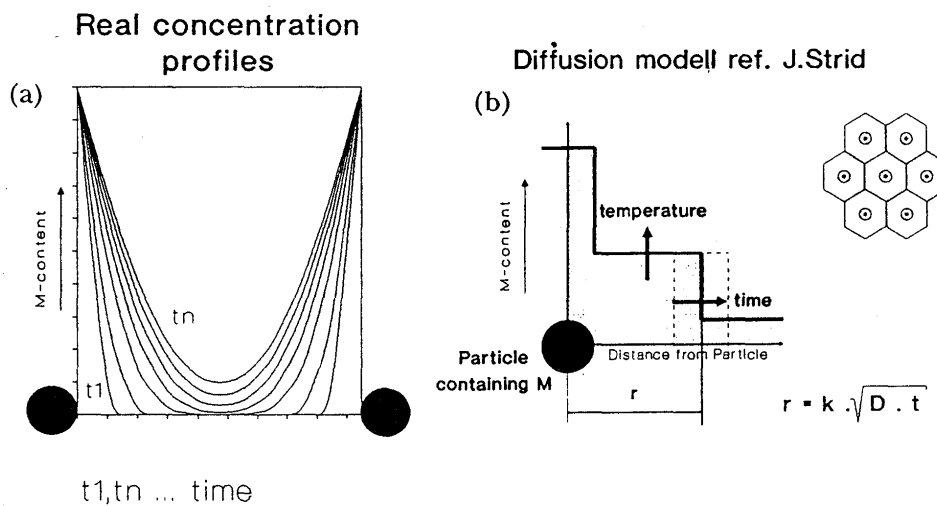 Real concentration
profiles
(a)
M-content
tn
t1
t1,tn ... time
Diffusion modell ref. J.Strid
(b)
M-content
temperature
time
Distance from Particle
Particle
containing M
r
r = k .√D . t